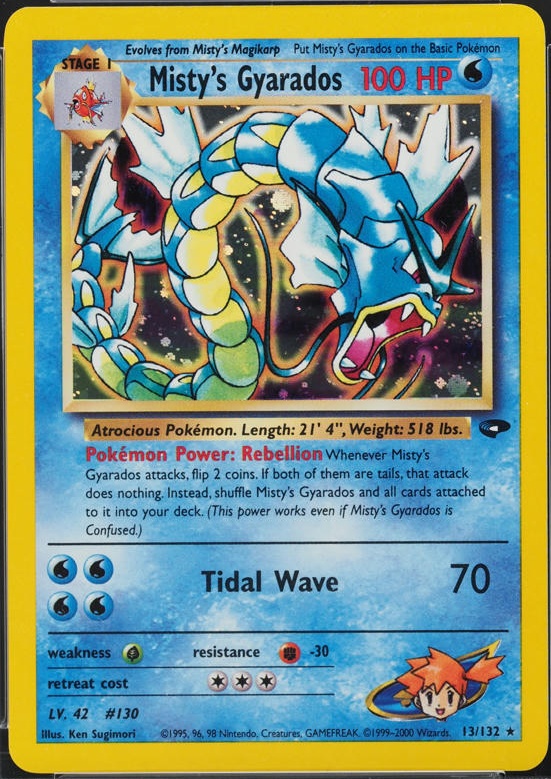 Evolves from Misty's Magikarp Put Misty's Gyarados on the Basic Pokémon
STAGE 1
Misty's Gyarados 100 HP
Atrocious Pokémon. Length: 21' 4", Weight: 518 lbs.
Pokémon Power: Rebellion Whenever Misty's
Gyarados attacks, flip 2 coins. If both of them are tails, that attack
does nothing. Instead, shuffle Misty's Gyarados and all cards attached
to it into your deck. (This power works even if Misty's Gyarados is
Confused.)
Tidal Wave 70
weakness resistance -30
retreat cost
LV. 42 #130
Illus. Ken Sugimori ©1995, 96, 98 Nintendo, Creatures, GAMEFREAK. ©1999-2000 Wizards. 13/132 ★